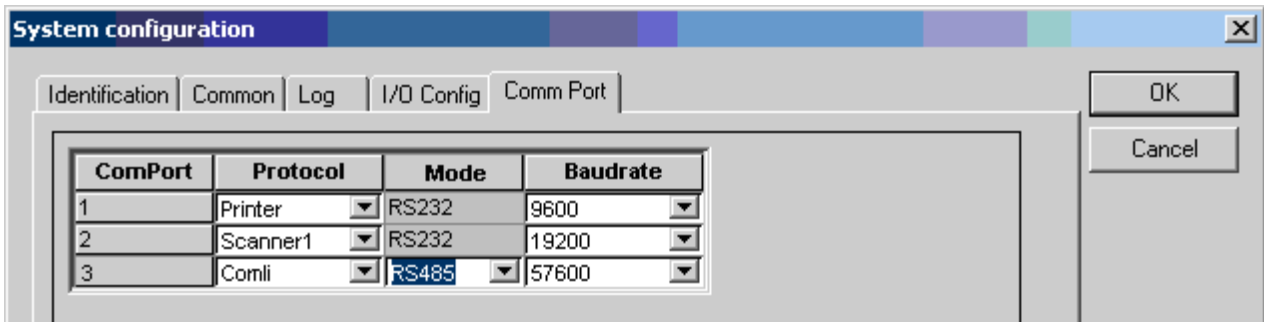 System configuration
Identification Common Log I/O Config Comm Port
OK
Cancel
ComPort Protocol Mode Baudrate
1 Printer RS232 9600
2 Scanner1 RS232 19200
3 Comli RS485 57600